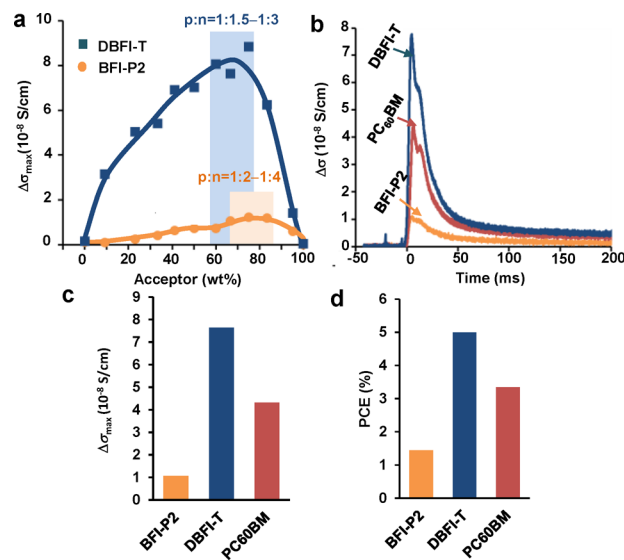 a
p:n=1:1.5–1:3
DBFI-T
BFI-P2
p:n=1:2–1:4
Δσmax(10-8 S/cm)
10
8
6
4
2
0
0 20 40 60 80 100
Acceptor (wt%)
b
DBFI-T
PC60BM
BFI-P2
Δσ (10-8 S/cm)
8
7
6
5
4
3
2
1
0
-50 0 50 100 150 200
Time (ms)
c
Δσmax (10-8 S/cm)
9
8
7
6
5
4
3
2
1
0
BFI-P2 DBFI-T PC60BM
d
PCE (%)
6
5
4
3
2
1
0
BFI-P2 DBFI-T PC60BM